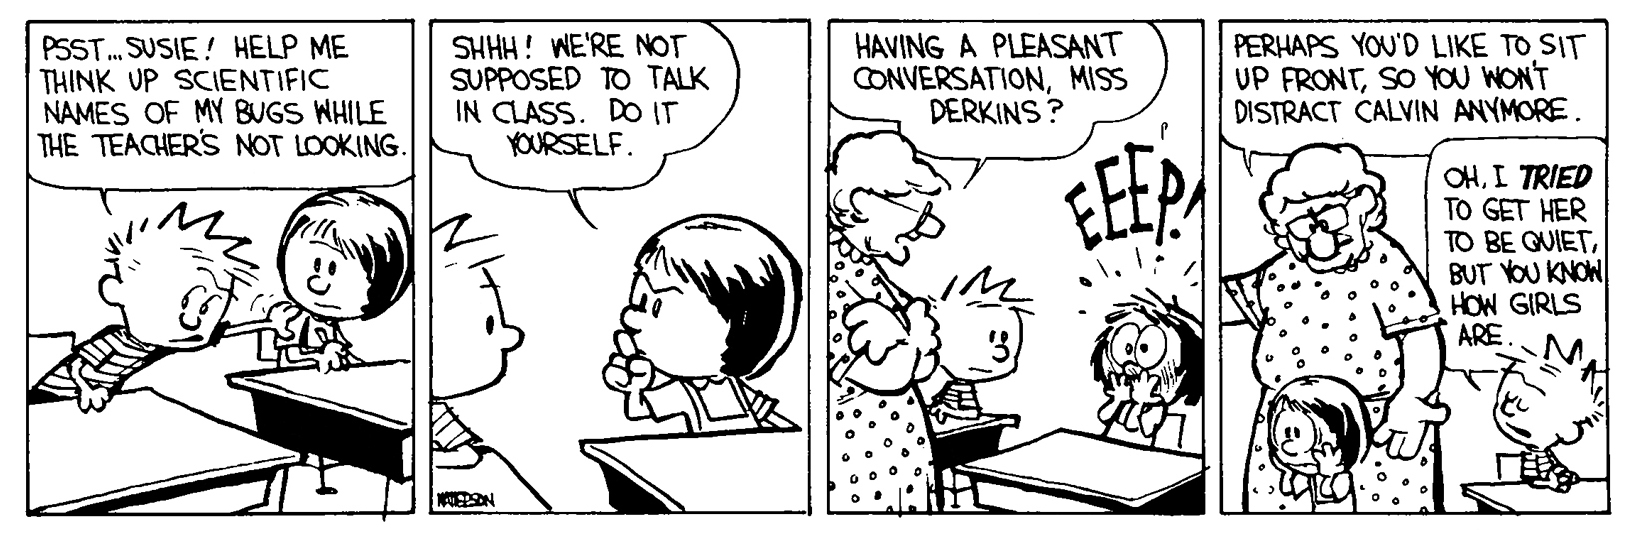 PSST...SUSIE! HELP ME
THINK UP SCIENTIFIC
NAMES OF MY BUGS WHILE
THE TEACHER'S NOT LOOKING.
SHHH! WE'RE NOT
SUPPOSED TO TALK
IN CLASS. DO IT
YOURSELF.
WATTERSON
HAVING A PLEASANT
CONVERSATION, MISS
DERKINS?
EEEP!
PERHAPS YOU'D LIKE TO SIT
UP FRONT, SO YOU WON'T
DISTRACT CALVIN ANYMORE.
OH, I TRIED
TO GET HER
TO BE QUIET,
BUT YOU KNOW
HOW GIRLS
ARE.